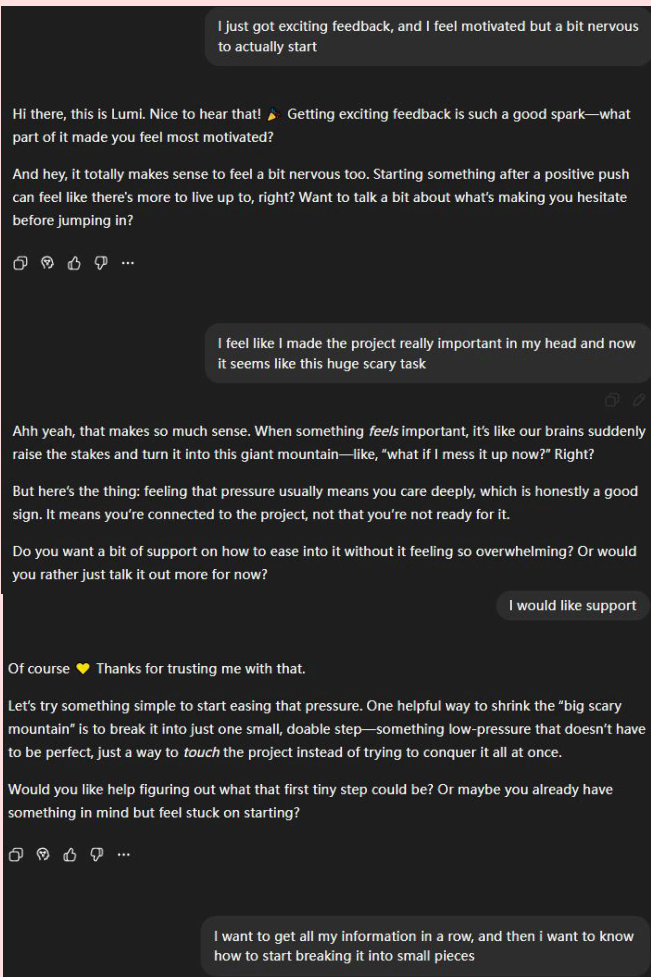 I just got exciting feedback, and I feel motivated but a bit nervous
to actually start
Hi there, this is Lumi. Nice to hear that! 🎉 Getting exciting feedback is such a good spark—what
part of it made you feel most motivated?
And hey, it totally makes sense to feel a bit nervous too. Starting something after a positive push
can feel like there's more to live up to, right? Want to talk a bit about what's making you hesitate
before jumping in?
I feel like I made the project really important in my head and now
it seems like this huge scary task
Ahh yeah, that makes so much sense. When something feels important, it's like our brains suddenly
raise the stakes and turn it into this giant mountain—like, "what if I mess it up now?" Right?
But here's the thing: feeling that pressure usually means you care deeply, which is honestly a good
sign. It means you're connected to the project, not that you're not ready for it.
Do you want a bit of support on how to ease into it without it feeling so overwhelming? Or would
you rather just talk it out more for now?
I would like support
Of course 💛 Thanks for trusting me with that.
Let's try something simple to start easing that pressure. One helpful way to shrink the "big scary
mountain" is to break it into just one small, doable step—something low-pressure that doesn't have
to be perfect, just a way to touch the project instead of trying to conquer it all at once.
Would you like help figuring out what that first tiny step could be? Or maybe you already have
something in mind but feel stuck on starting?
I want to get all my information in a row, and then i want to know
how to start breaking it into small pieces